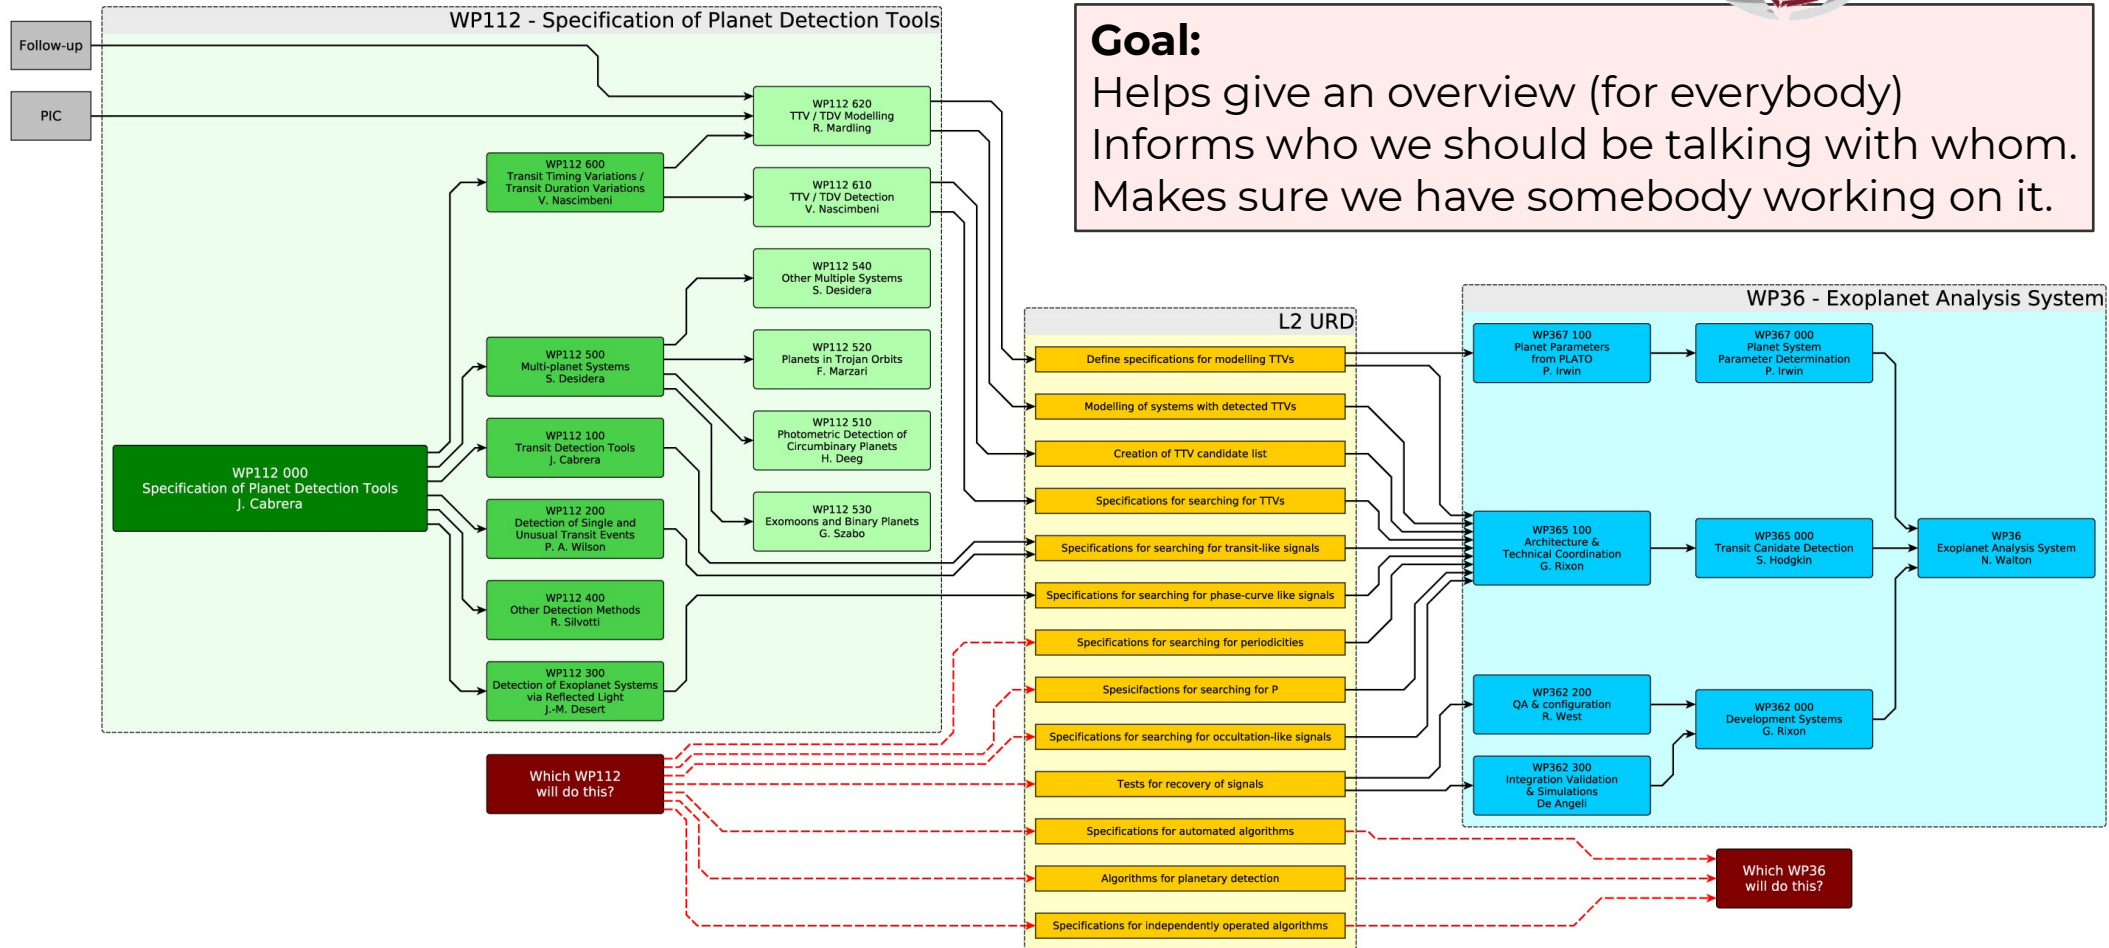 WP112 - Specification of Planet Detection Tools
Follow-up
PIC
WP112 620
TTV / TDV Modelling
R. Mardling
WP112 600
Transit Timing Variations /
Transit Duration Variations
V. Nascimbeni
WP112 610
TTV / TDV Detection
V. Nascimbeni
WP112 540
Other Multiple Systems
S. Desidera
WP112 500
Multi-planet Systems
S. Desidera
WP112 520
Planets in Trojan Orbits
F. Marzari
WP112 510
Photometric Detection of
Circumbinary Planets
H. Deeg
WP112 000
Specification of Planet Detection Tools
J. Cabrera
WP112 100
Transit Detection Tools
J. Cabrera
WP112 200
Detection of Single and
Unusual Transit Events
P. A. Wilson
WP112 530
Exomoons and Binary Planets
G. Szabo
WP112 400
Other Detection Methods
R. Silvotti
WP112 300
Detection of Exoplanet Systems
via Reflected Light
J.-M. Desert
Which WP112
will do this?
Goal:
Helps give an overview (for everybody)
Informs who we should be talking with whom.
Makes sure we have somebody working on it.
L2 URD
Define specifications for modelling TTVs
Modelling of systems with detected TTVs
Creation of TTV candidate list
Specifications for searching for TTVs
Specifications for searching for transit-like signals
Specifications for searching for phase-curve like signals
Specifications for searching for periodicities
Spesicifactions for searching for P
Specifications for searching for occultation-like signals
Tests for recovery of signals
Specifications for automated algorithms
Algorithms for planetary detection
Specifications for independently operated algorithms
WP36 - Exoplanet Analysis System
WP367 100
Planet Parameters
from PLATO
P. Irwin
WP367 000
Planet System
Parameter Determination
P. Irwin
WP365 100
Architecture &
Technical Coordination
G. Rixon
WP365 000
Transit Canidate Detection
S. Hodgkin
WP36
Exoplanet Analysis System
N. Walton
WP362 200
QA & configuration
R. West
WP362 000
Development Systems
G. Rixon
WP362 300
Integration Validation
& Simulations
De Angeli
Which WP36
will do this?